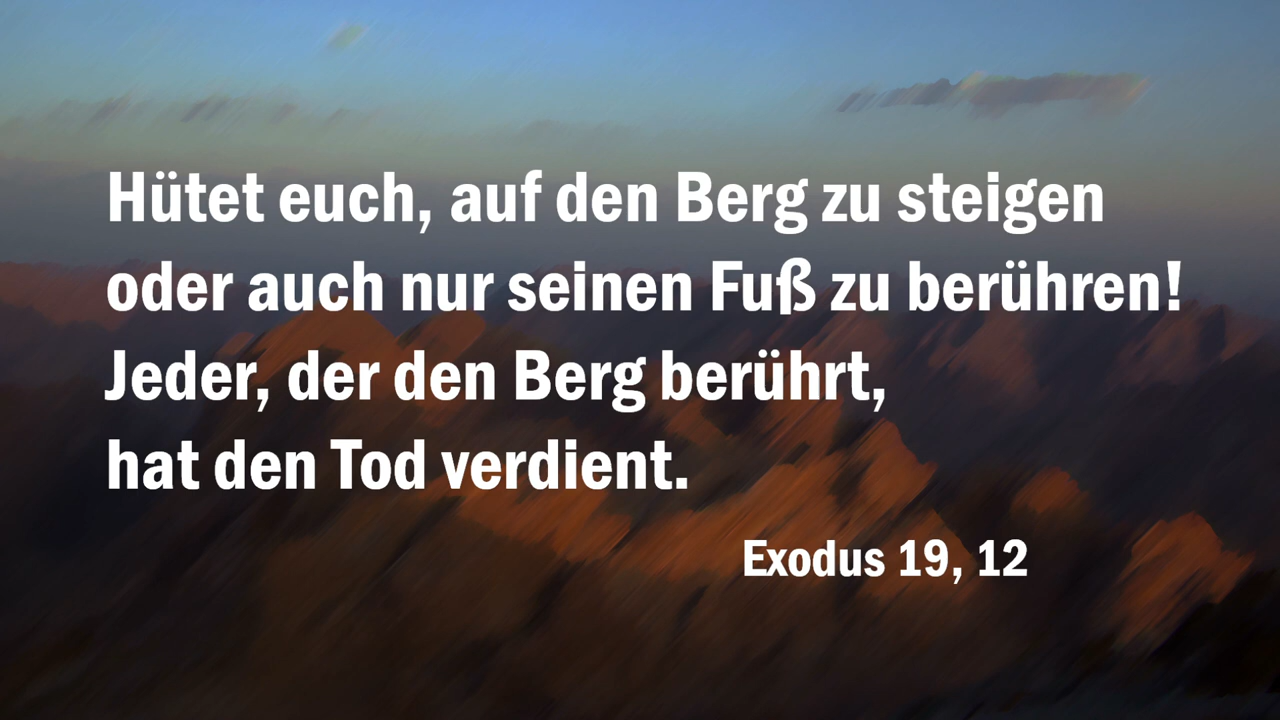 Hütet euch, auf den Berg zu steigen
oder auch nur seinen Fuß zu berühren!
Jeder, der den Berg berührt,
hat den Tod verdient.
Exodus 19, 12